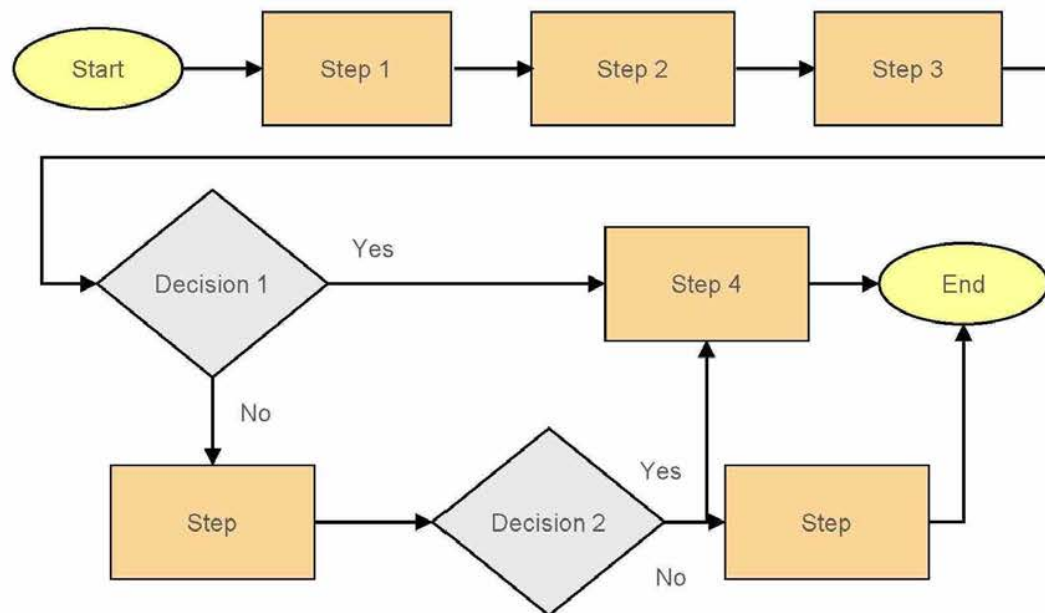 Start
Step 1
Step 2
Step 3
Decision 1
Yes
Step 4
End
No
Step
Decision 2
Yes
No
Step